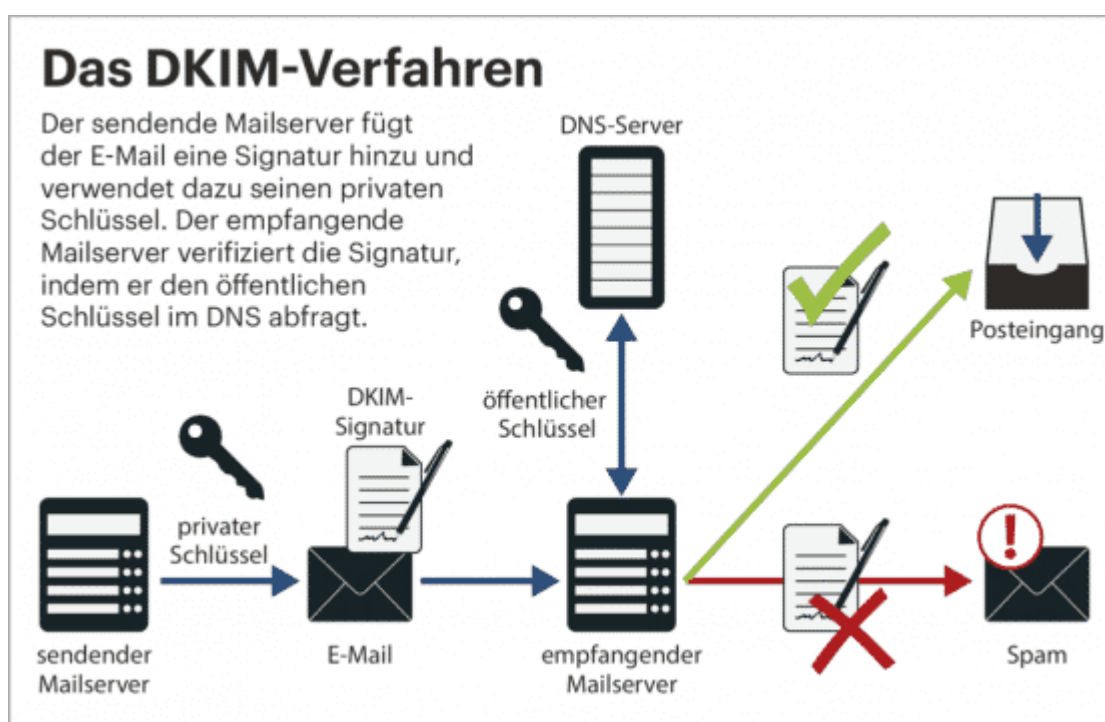 Das DKIM-Verfahren
Der sendende Mailserver fügt
der E-Mail eine Signatur hinzu und
verwendet dazu seinen privaten
Schlüssel. Der empfangende
Mailserver verifiziert die Signatur,
indem er den öffentlichen
Schlüssel im DNS abfragt.
DNS-Server
Posteingang
öffentlicher
Schlüssel
DKIM-
Signatur
privater
Schlüssel
!
sendender
Mailserver
E-Mail
empfangender
Mailserver
Spam